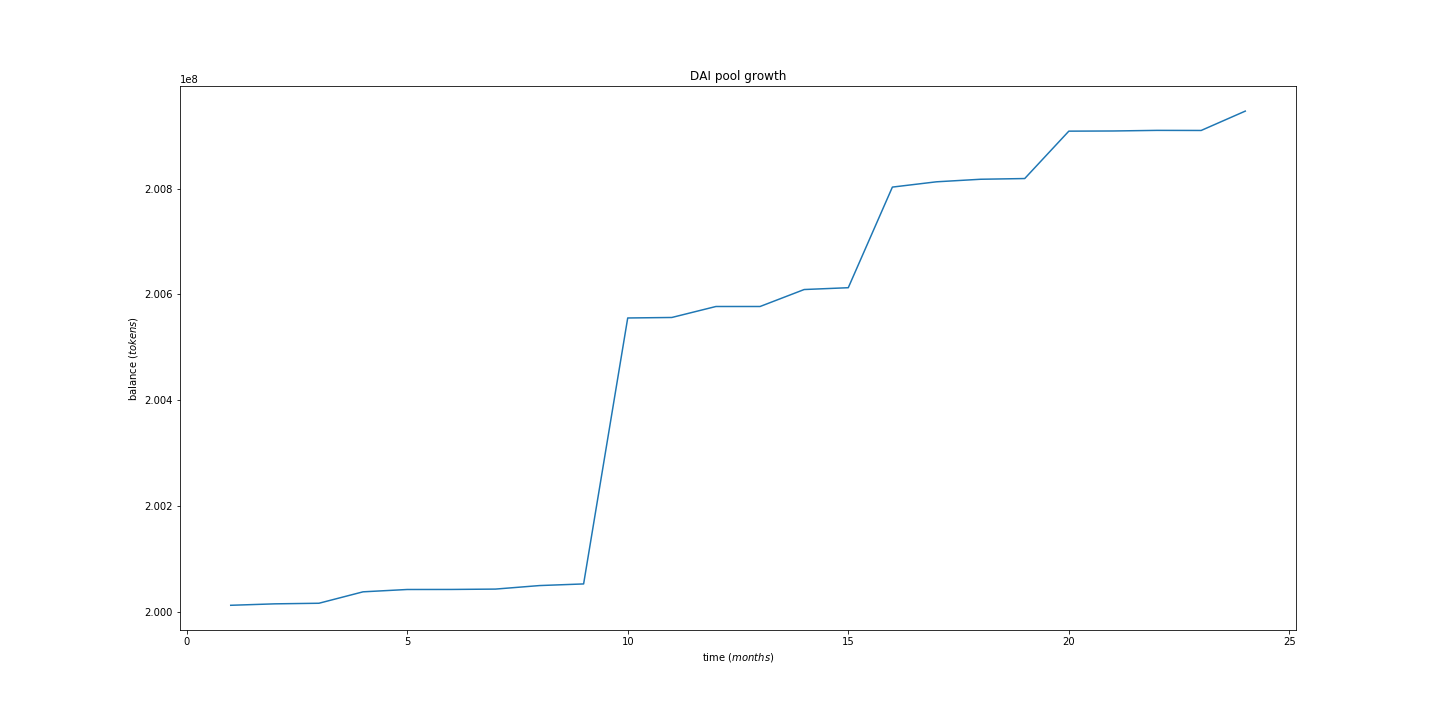 DAI pool growth
1e8
2.008
2.006
2.004
2.002
2.000
balance (tokens)
0 5 10 15 20 25
time (months)